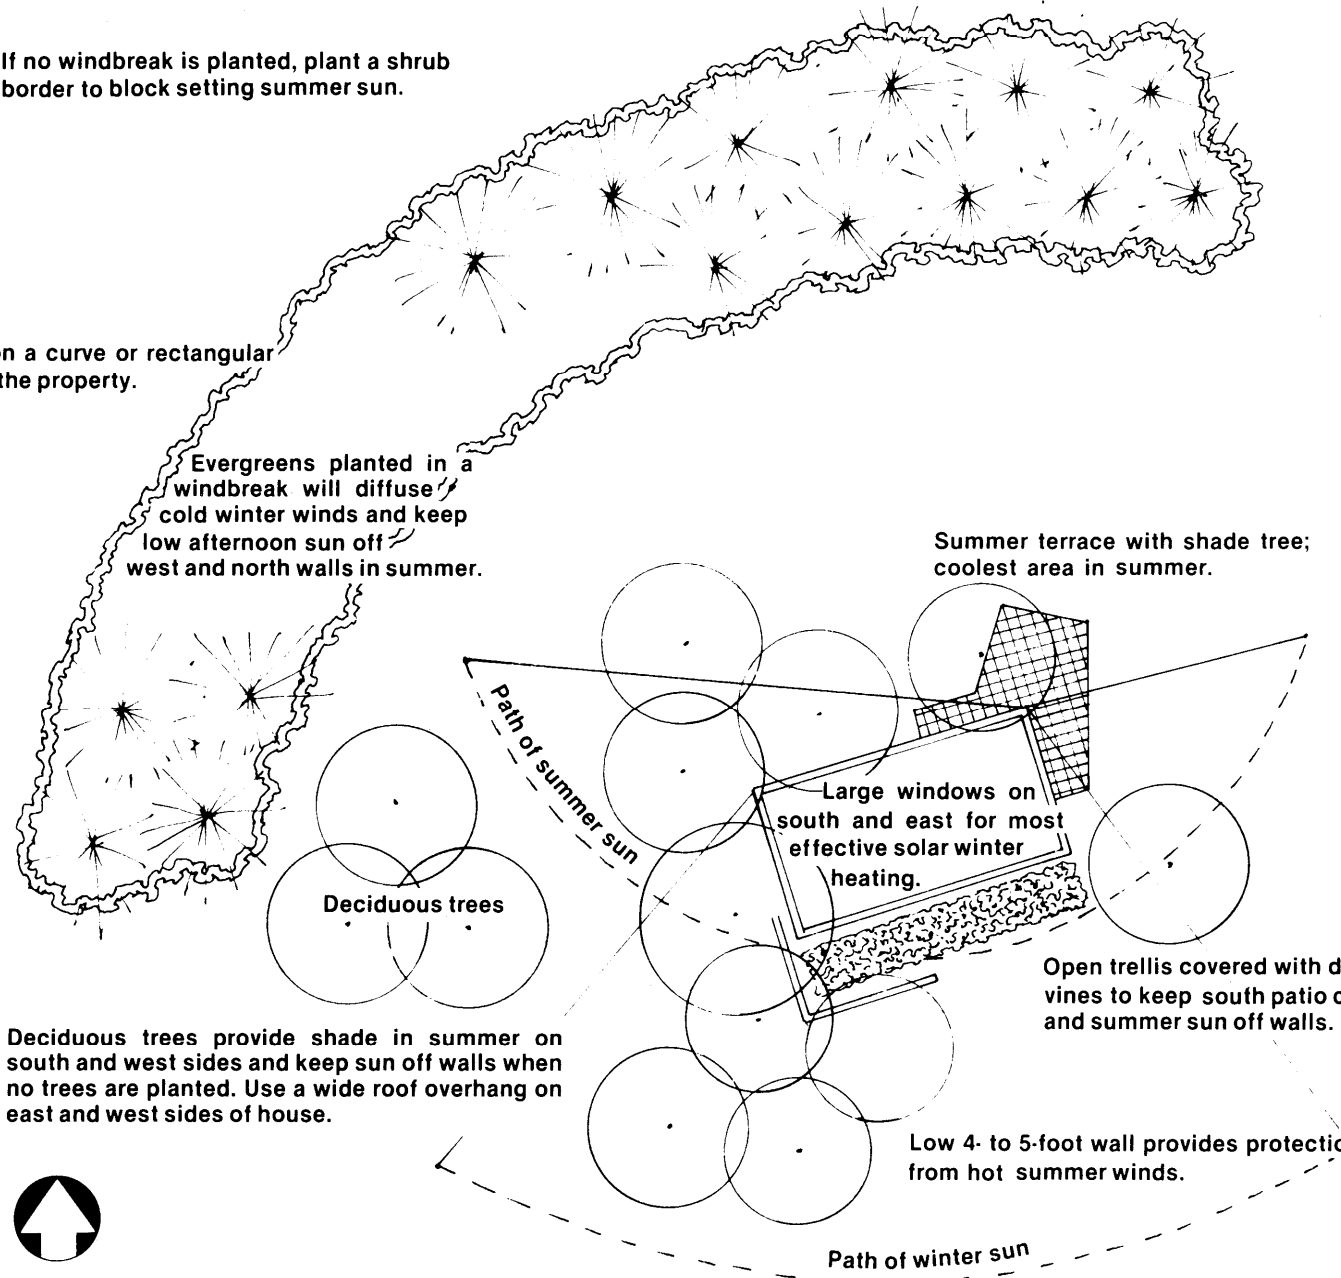 If no windbreak is planted, plant a shrub
border to block setting summer sun.
n a curve or rectangular
the property.
Evergreens planted in a
windbreak will diffuse
cold winter winds and keep
low afternoon sun off
west and north walls in summer.
Summer terrace with shade tree;
coolest area in summer.
Path of summer sun
Large windows on
south and east for most
effective solar winter
heating.
Deciduous trees
Open trellis covered with d
vines to keep south patio c
and summer sun off walls.
Deciduous trees provide shade in summer on
south and west sides and keep sun off walls when
no trees are planted. Use a wide roof overhang on
east and west sides of house.
Low 4- to 5-foot wall provides protectio
from hot summer winds.
Path of winter sun